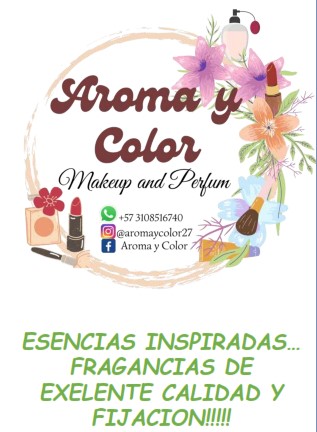 Aroma y
Color
Makeup and Perfum
+57 3108516740
@aromaycolor27
Aroma y Color
ESENCIAS INSPIRADAS...
FRAGANCIAS DE
EXELENTE CALIDAD Y
FIJACION!!!!!